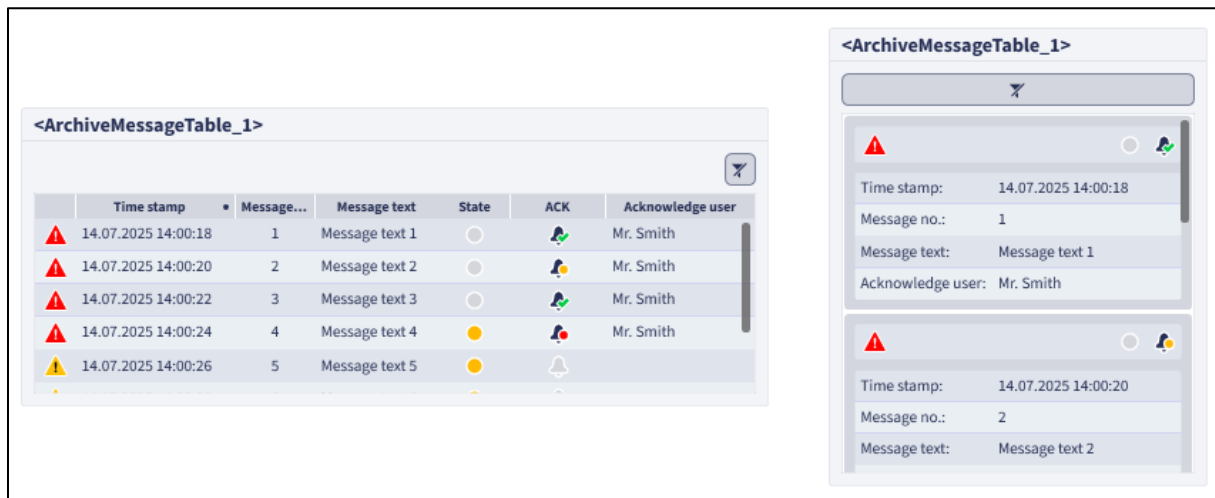 <ArchiveMessageTable_1>
Time stamp • Message... Message text State ACK Acknowledge user
14.07.2025 14:00:18 1 Message text 1 Mr. Smith
14.07.2025 14:00:20 2 Message text 2 Mr. Smith
14.07.2025 14:00:22 3 Message text 3 Mr. Smith
14.07.2025 14:00:24 4 Message text 4 Mr. Smith
14.07.2025 14:00:26 5 Message text 5
<ArchiveMessageTable_1>
Time stamp: 14.07.2025 14:00:18
Message no.: 1
Message text: Message text 1
Acknowledge user: Mr. Smith
Time stamp: 14.07.2025 14:00:20
Message no.: 2
Message text: Message text 2